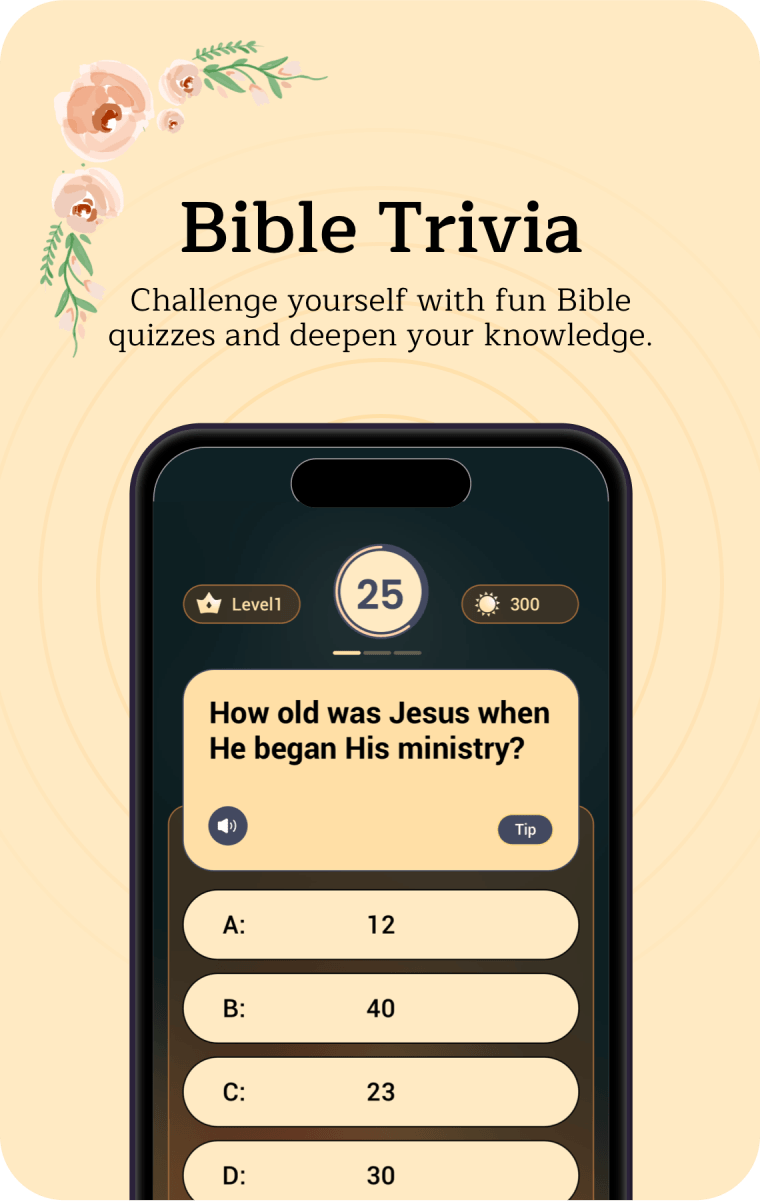 Bible Trivia
Challenge yourself with fun Bible
quizzes and deepen your knowledge.
Level1
25
300
How old was Jesus when
He began His ministry?
Tip
A: 12
B: 40
C: 23
D: 30